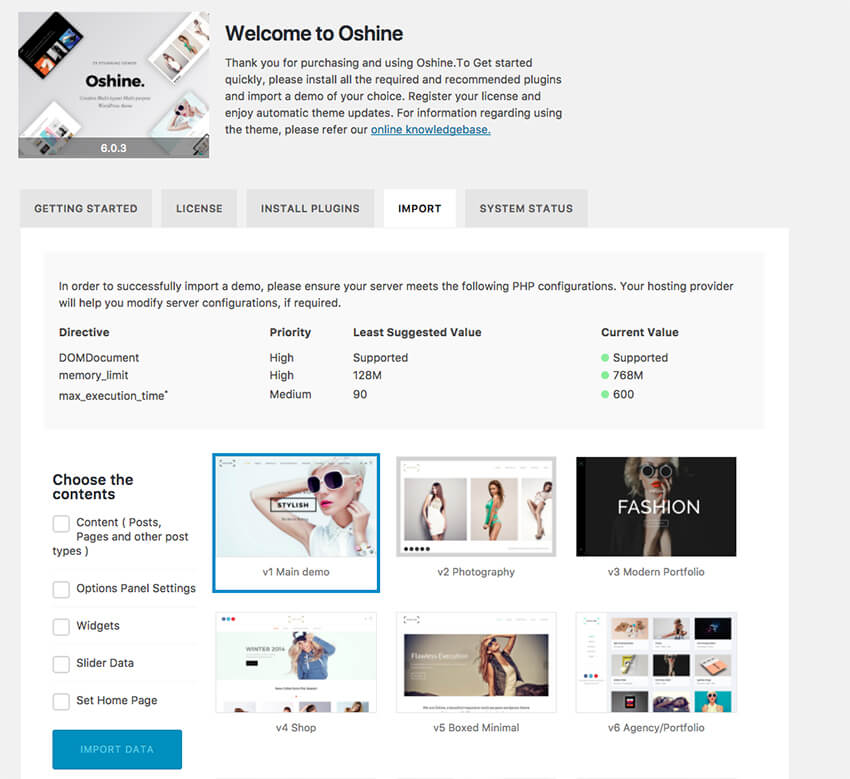 Oshine.
6.0.3
Welcome to Oshine
Thank you for purchasing and using Oshine.To Get started
quickly, please install all the required and recommended plugins
and import a demo of your choice. Register your license and
enjoy automatic theme updates. For information regarding using
the theme, please refer our online knowledgebase.
GETTING STARTED
LICENSE
INSTALL PLUGINS
IMPORT
SYSTEM STATUS
In order to successfully import a demo, please ensure your server meets the following PHP configurations. Your hosting provider
will help you modify server configurations, if required.
Directive Priority Least Suggested Value Current Value
DOMDocument High Supported Supported
memory_limit High 128M 768M
max_execution_time* Medium 90 600
Choose the
contents
Content ( Posts,
Pages and other post
types )
Options Panel Settings
Widgets
Slider Data
Set Home Page
IMPORT DATA
STYLISH
v1 Main demo
v2 Photography
FASHION
v3 Modern Portfolio
WINTER 2014
v4 Shop
Flawless Execution
v5 Boxed Minimal
v6 Agency/Portfolio